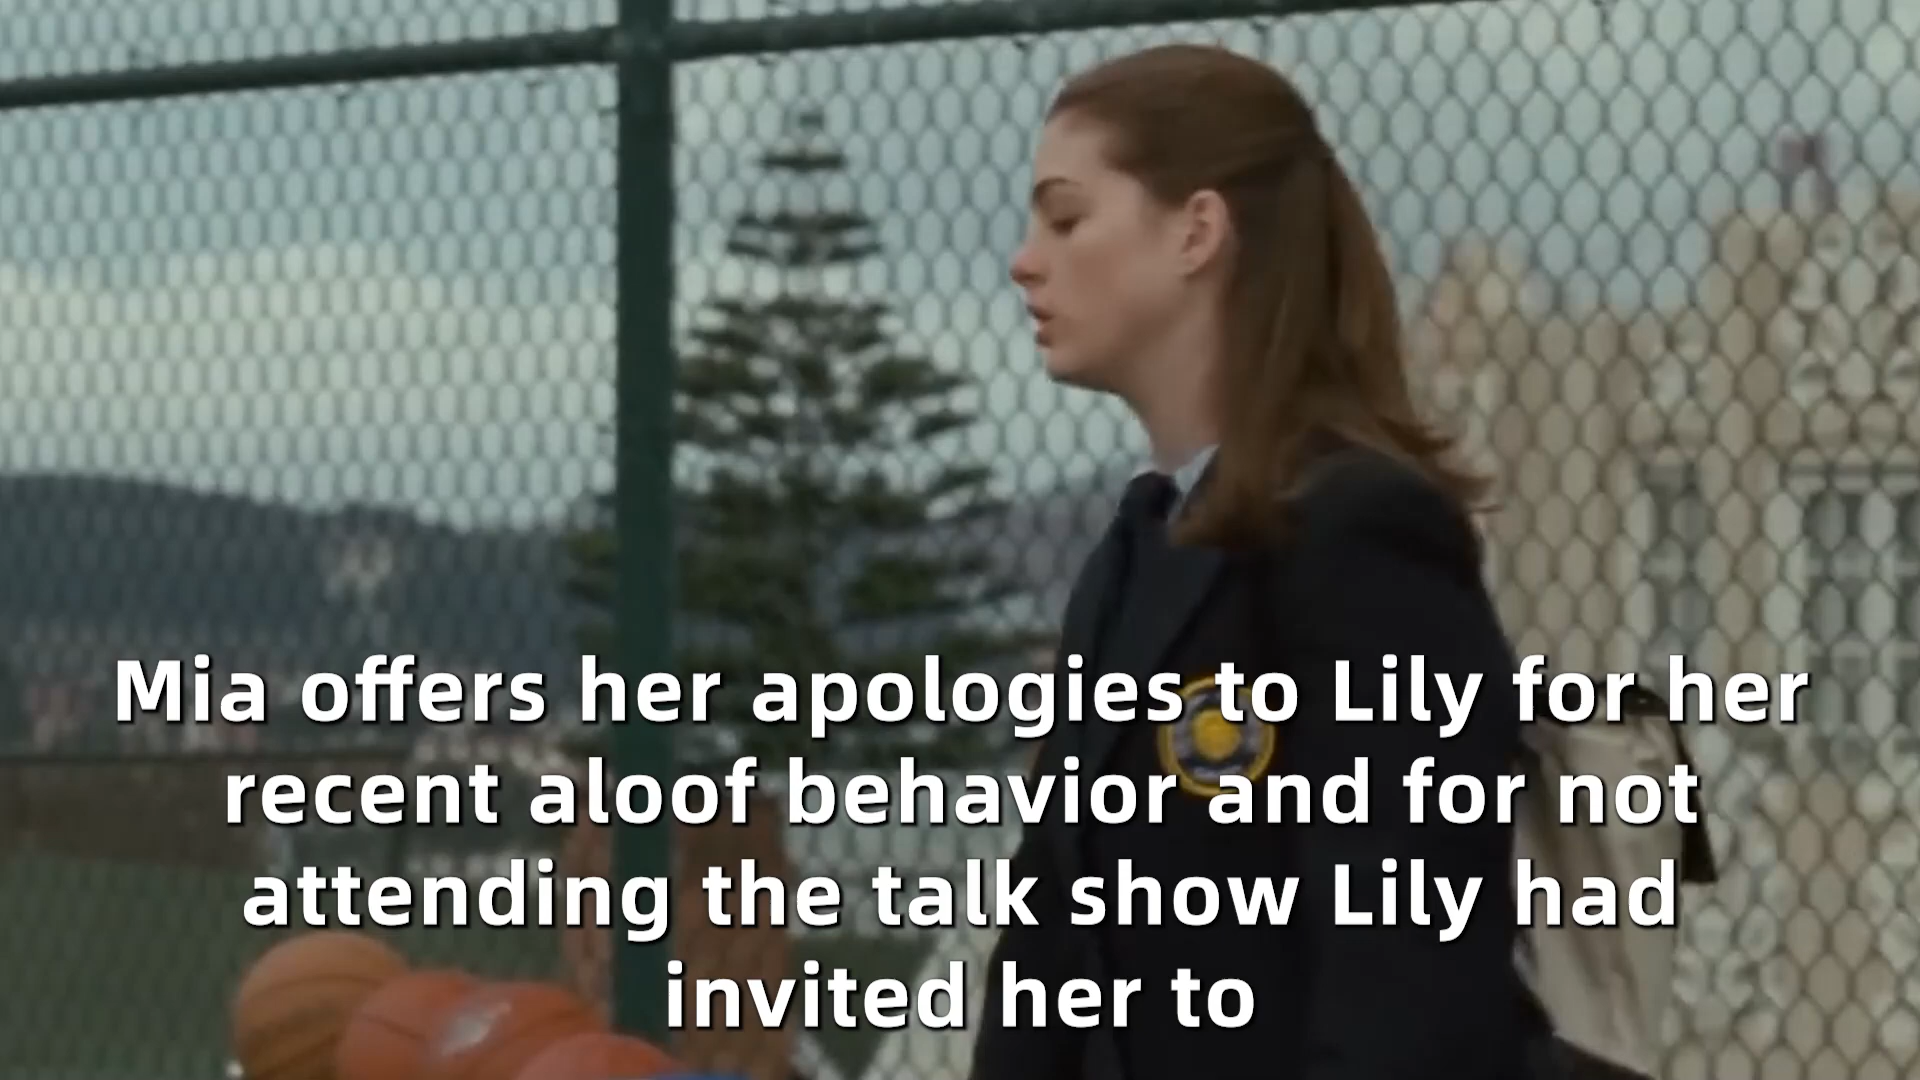 Mia offers her apologies to Lily for her
recent aloof behavior and for not
attending the talk show Lily had
invited her to